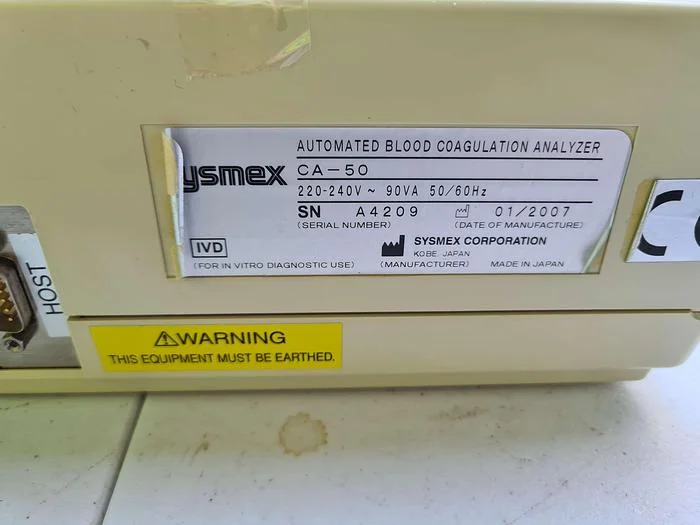 ysmex
AUTOMATED BLOOD COAGULATION ANALYZER
CA-50
220-240V ~ 90VA 50/60Hz
SN A4209 01/2007
(SERIAL NUMBER) (DATE OF MANUFACTURE)
IVD SYSMEX CORPORATION
KOBE, JAPAN
(FOR IN VITRO DIAGNOSTIC USE) (MANUFACTURER) MADE IN JAPAN
HOST
⚠WARNING
THIS EQUIPMENT MUST BE EARTHED.